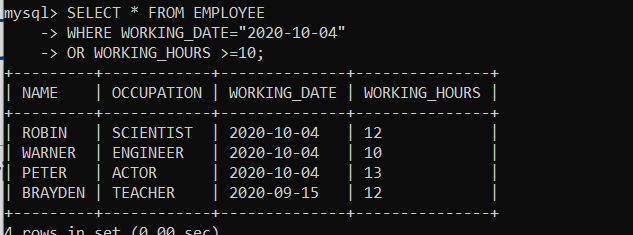 mysql> SELECT * FROM EMPLOYEE
    -> WHERE WORKING_DATE="2020-10-04"
    -> OR WORKING_HOURS >=10;
+---------+------------+--------------+---------------+
| NAME    | OCCUPATION | WORKING_DATE | WORKING_HOURS |
+---------+------------+--------------+---------------+
| ROBIN   | SCIENTIST  | 2020-10-04   | 12            |
| WARNER  | ENGINEER   | 2020-10-04   | 10            |
| PETER   | ACTOR      | 2020-10-04   | 13            |
| BRAYDEN | TEACHER    | 2020-09-15   | 12            |
+---------+------------+--------------+---------------+
4 rows in set (0.00 sec)